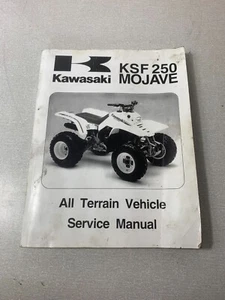 Kawasaki
KSF 250
MOJAVE
All Terrain Vehicle
Service Manual